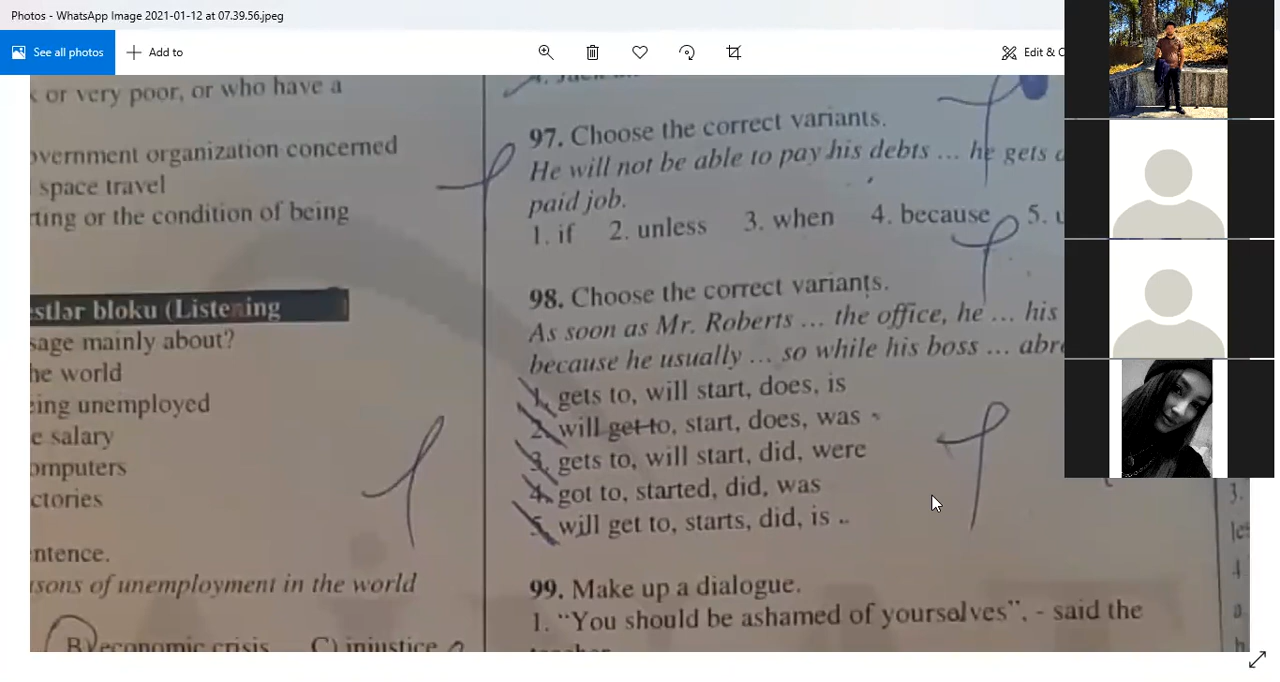 Photos - WhatsApp Image 2021-01-12 at 07.39.56.jpeg
See all photos
Add to
Edit & C
or very poor, or who have a
overnment organization concerned
space travel
rting or the condition of being
estlər bloku (Listening
sage mainly about?
he world
eing unemployed
e salary
omputers
ctories
ntence.
sons of unemployment in the world
B) economic crisis C) injustice
97. Choose the correct variants.
He will not be able to pay his debts ... he gets
paid job.
1. if 2. unless 3. when 4. because 5. u
98. Choose the correct variants.
As soon as Mr. Roberts ... the office, he ... his
because he usually ... so while his boss ... abr
1. gets to, will start, does, is
2. will get to, start, does, was
3. gets to, will start, did, were
4. got to, started, did, was
5. will get to, starts, did, is ..
99. Make up a dialogue.
1. “You should be ashamed of yourselves”, - said the
3.
4